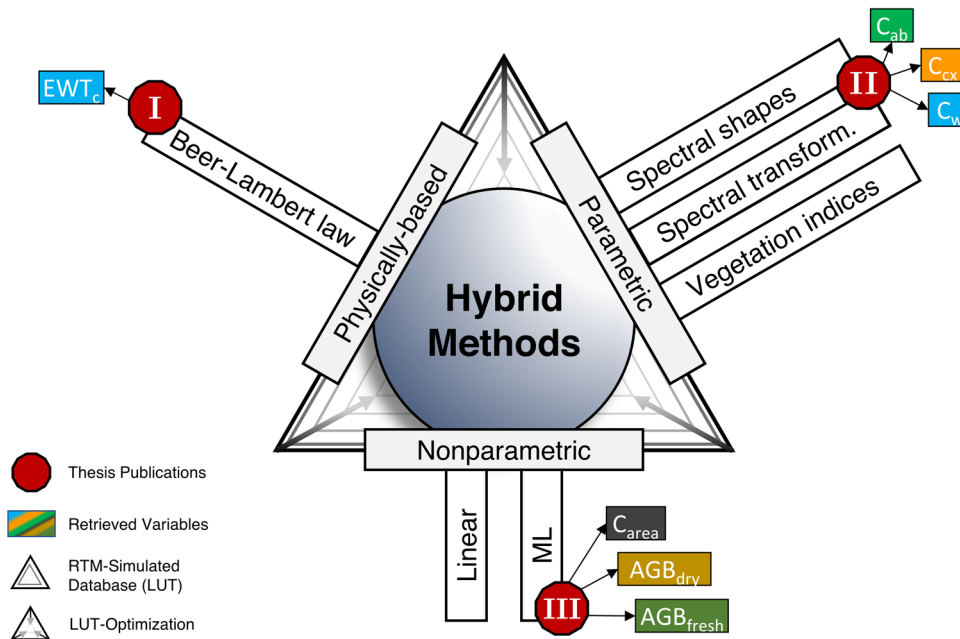 EWTc
I
Beer-Lambert law
Physically-based
Cab
Ccx
Cw
II
Spectral shapes
Spectral transform.
Vegetation indices
Parametric
Hybrid
Methods
Nonparametric
Linear
ML
III
Carea
AGBdry
AGBfresh
Thesis Publications
Retrieved Variables
RTM-Simulated
Database (LUT)
LUT-Optimization